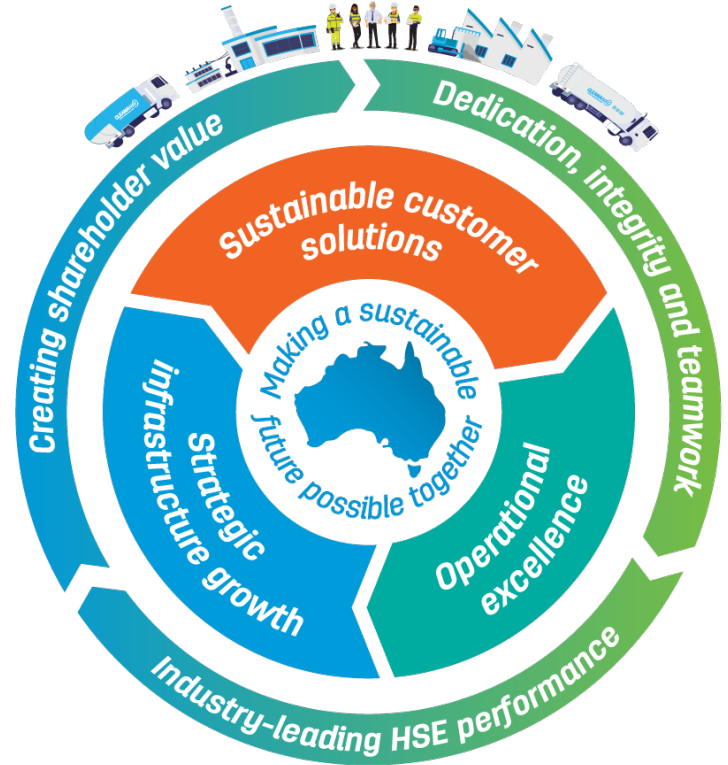 CLEANAWAY
Creating shareholder value
Dedication, integrity and teamwork
Industry-leading HSE performance
Sustainable customer
solutions
Operational
excellence
Strategic
infrastructure growth
Making a sustainable
future possible together